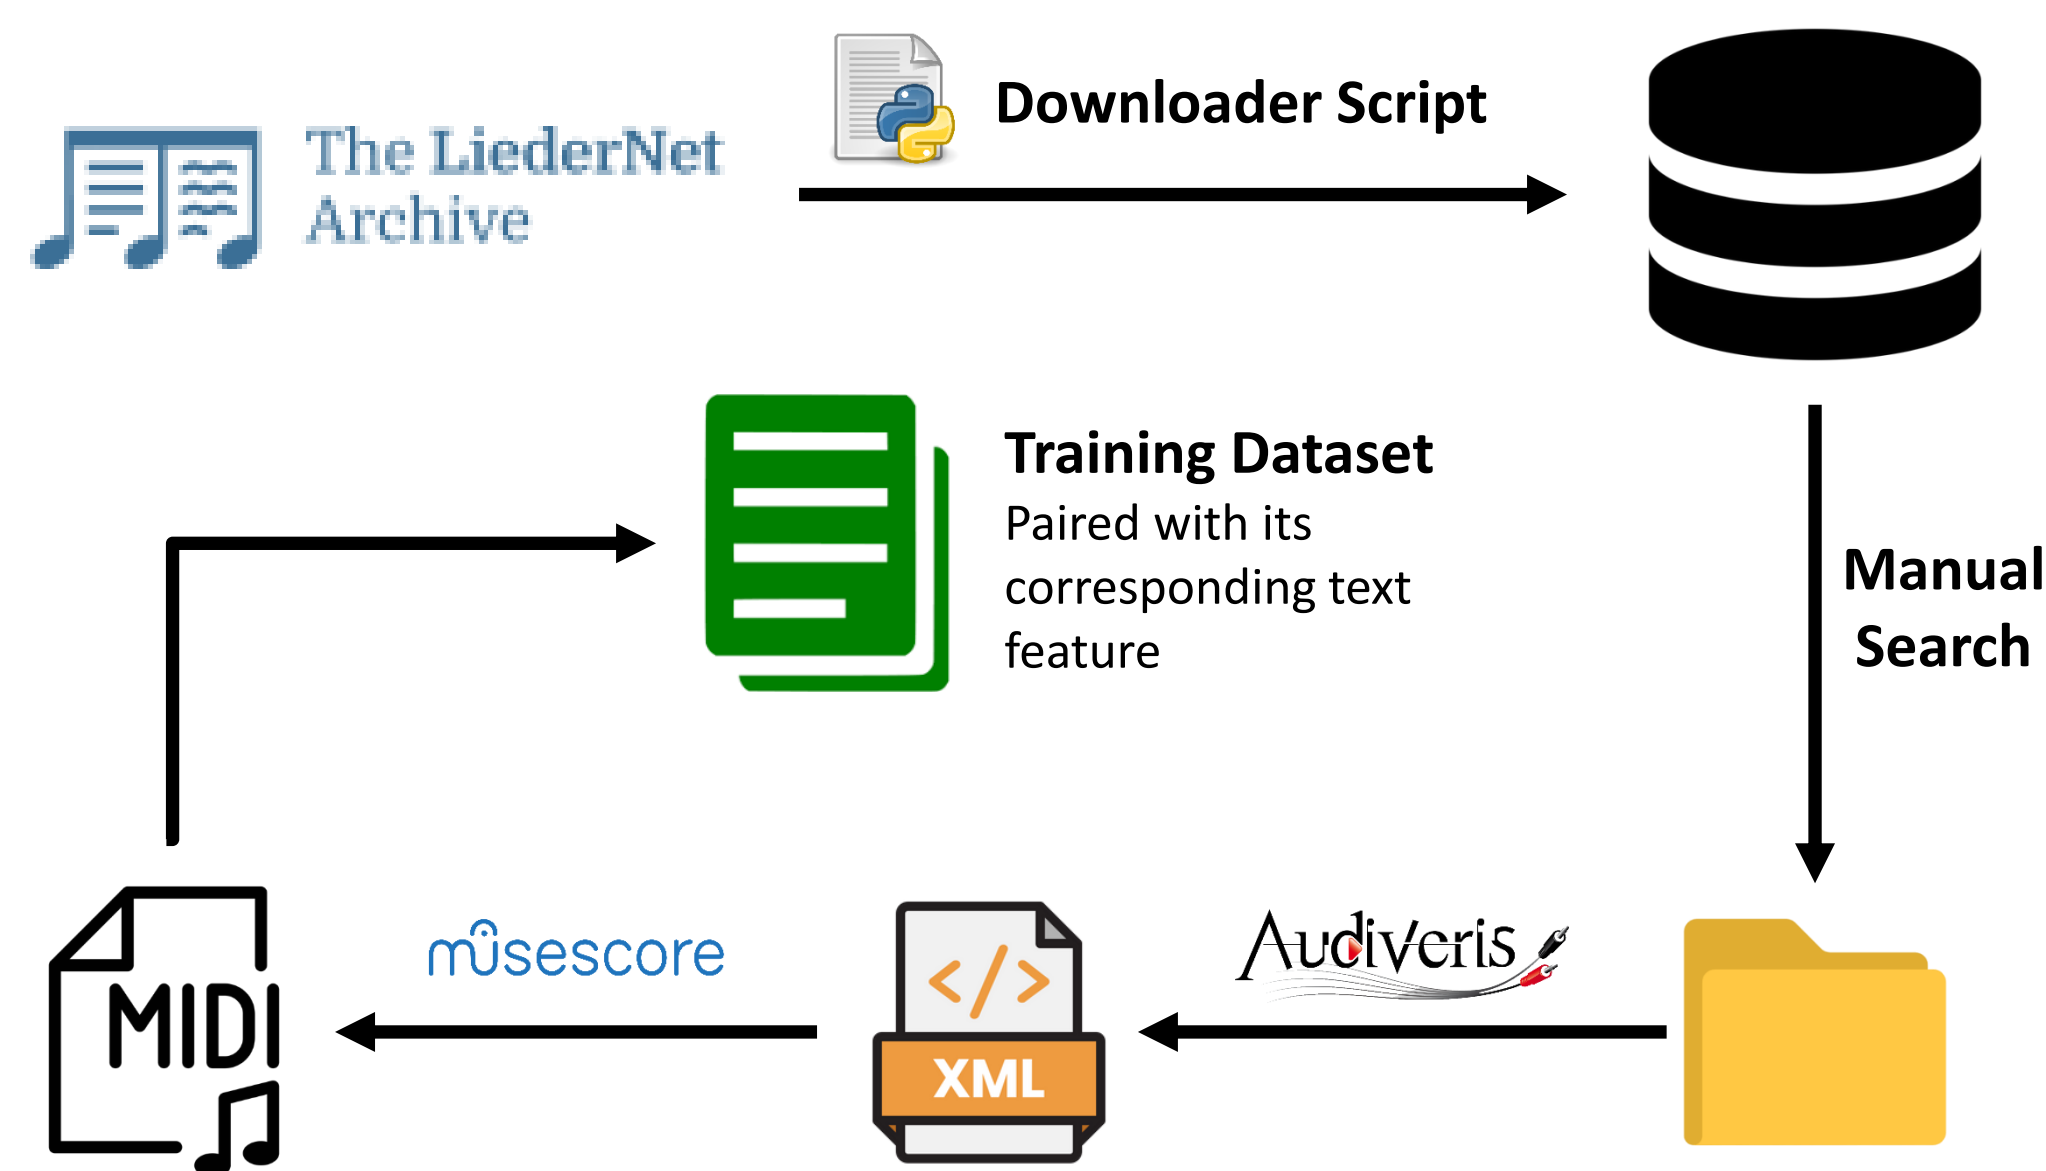 The LiederNet
Archive
Downloader Script
Training Dataset
Paired with its
corresponding text
feature
Manual
Search
MIDI
musescore
XML
Audiveris